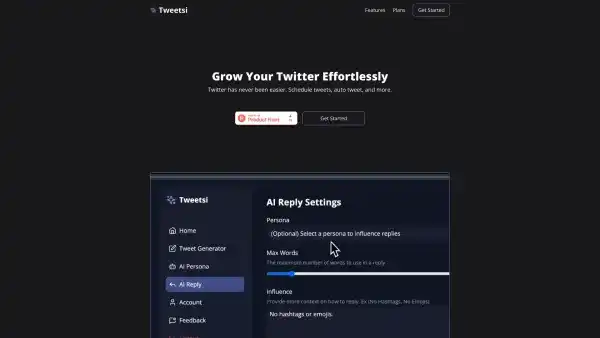 Tweetsi
Features
Plans
Get Started
Grow Your Twitter Effortlessly
Twitter has never been easier. Schedule tweets, auto tweet, and more.
Product Hunt
Get Started
Tweetsi
Home
Tweet Generator
AI Persona
AI Reply
Account
Feedback
AI Reply Settings
Persona
(Optional) Select a persona to influence replies
Max Words
The maximum number of words to use in a reply
Influence
Provide more context on how to reply. Ex (No Hashtags, No Emojis)
No hashtags or emojis.